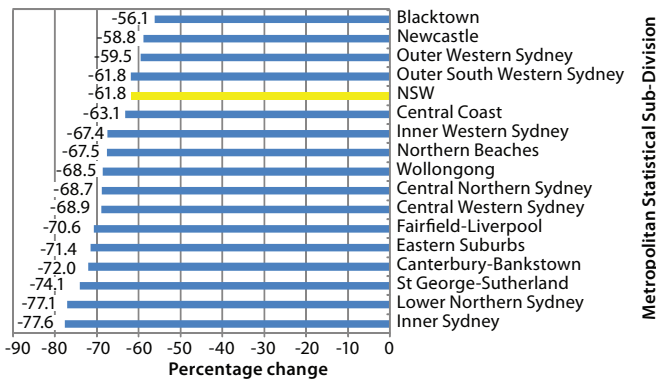 -56.1 Blacktown
-58.8 Newcastle
-59.5 Outer Western Sydney
-61.8 Outer South Western Sydney
-61.8 NSW
-63.1 Central Coast
-67.4 Inner Western Sydney
-67.5 Northern Beaches
-68.5 Wollongong
-68.7 Central Northern Sydney
-68.9 Central Western Sydney
-70.6 Fairfield-Liverpool
-71.4 Eastern Suburbs
-72.0 Canterbury-Bankstown
-74.1 St George-Sutherland
-77.1 Lower Northern Sydney
-77.6 Inner Sydney
-90 -80 -70 -60 -50 -40 -30 -20 -10 0
Percentage change
Metropolitan Statistical Sub-Division